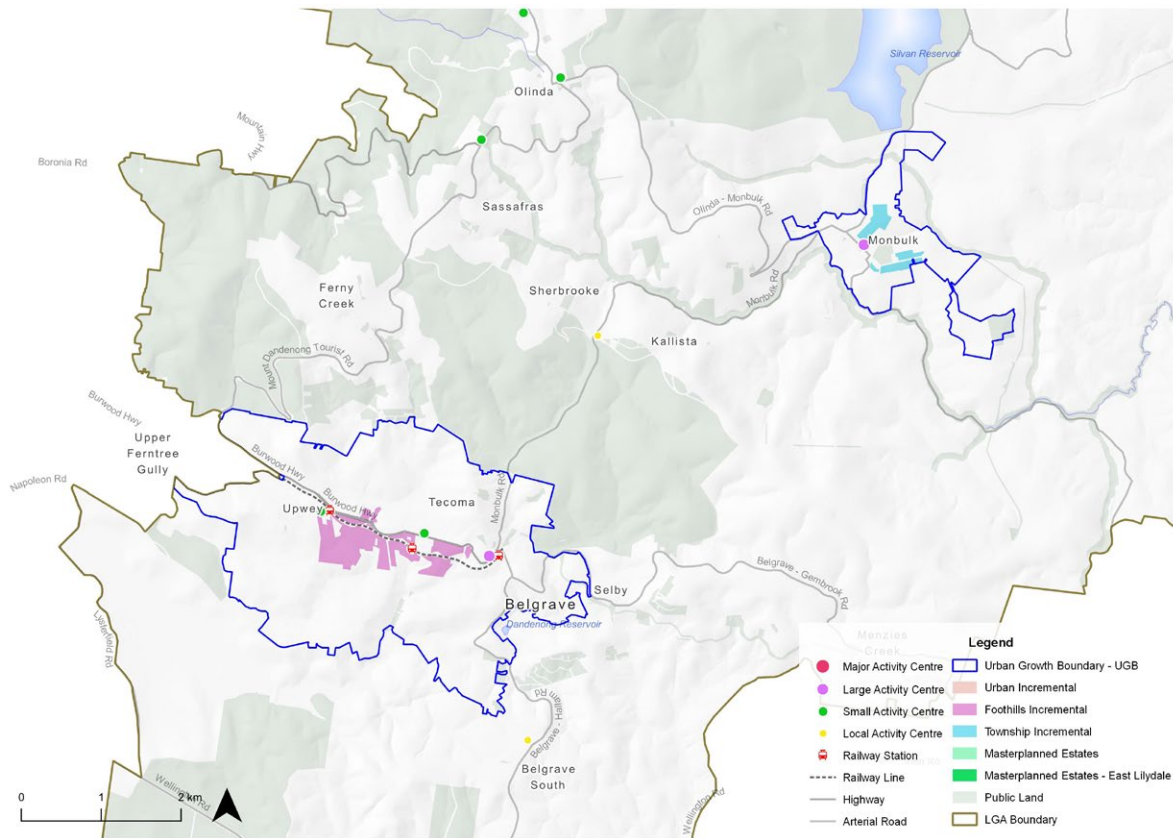 Silvan Reservoir
Olinda
Mountain
Hwy
Boronia Rd
Sassafras
Olinda - Monbulk Rd
Monbulk
Ferny
Creek
Sherbrooke
Monbulk Rd
Kallista
Mount Dandenong Tourist Rd
Burwood Hwy
Upper
Ferntree
Gully
Burwood Hwy
Napoleon Rd
Tecoma
Monbulk Rd
Upwey
Burwood Hwy
Belgrave - Gembrook Rd
Selby
Belgrave
Dandenong Reservoir
Lysterfield Rd
Menzies
Creek
Belgrave - Hallam
Rd
Belgrave
South
Wellington Rd
Wellington Rd
0 1 2 km
Legend
Major Activity Centre
Large Activity Centre
Small Activity Centre
Local Activity Centre
Railway Station
Railway Line
Highway
Arterial Road
Urban Growth Boundary - UGB
Urban Incremental
Foothills Incremental
Township Incremental
Masterplanned Estates
Masterplanned Estates - East Lilydale
Public Land
LGA Boundary